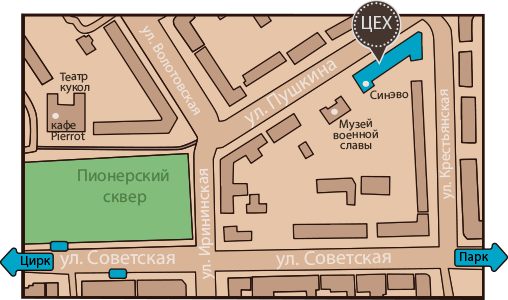 ЦЕХ
ул. Волотовская
ул. Пушкина
Театр
кукол
Синэво
кафе
Pierrot
Музей
военной
славы
ул. Крестьянская
Пионерский
сквер
ул. Ирининская
Цирк
ул. Советская
ул. Советская
Парк